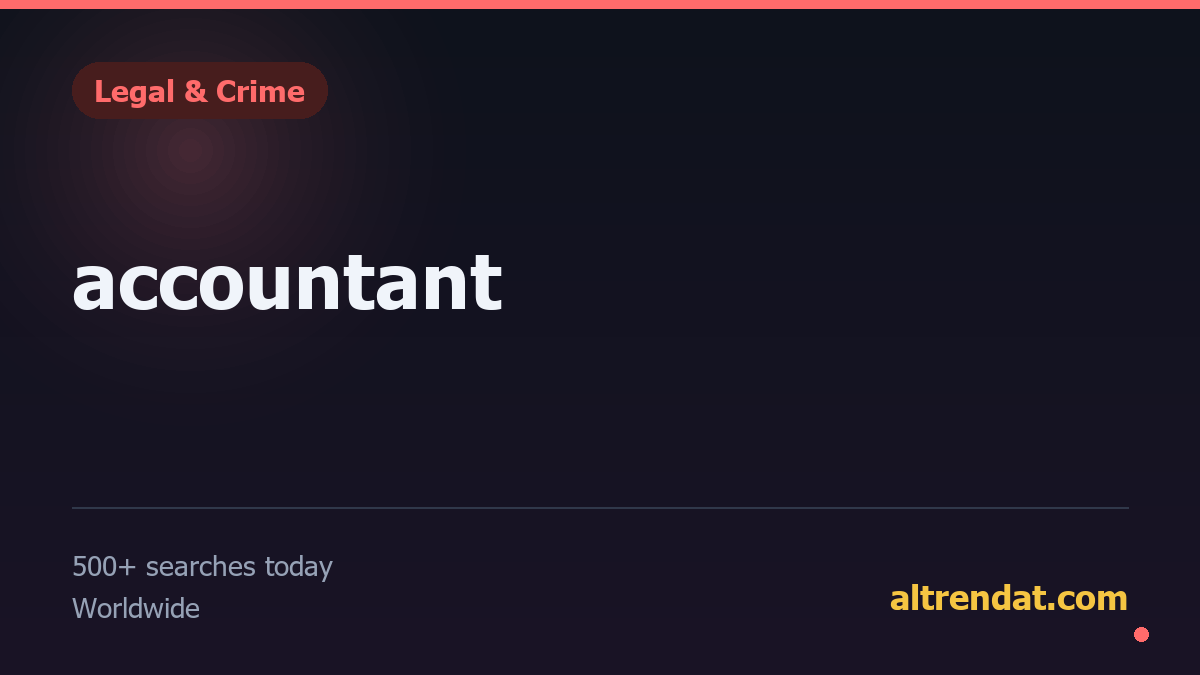 Legal & Crime
accountant
500+ searches today
Worldwide
altrendat.com